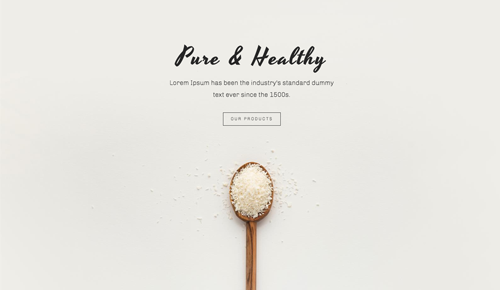 Pure & Healthy
Lorem Ipsum has been the industry's standard dummy
text ever since the 1500s.
OUR PRODUCTS